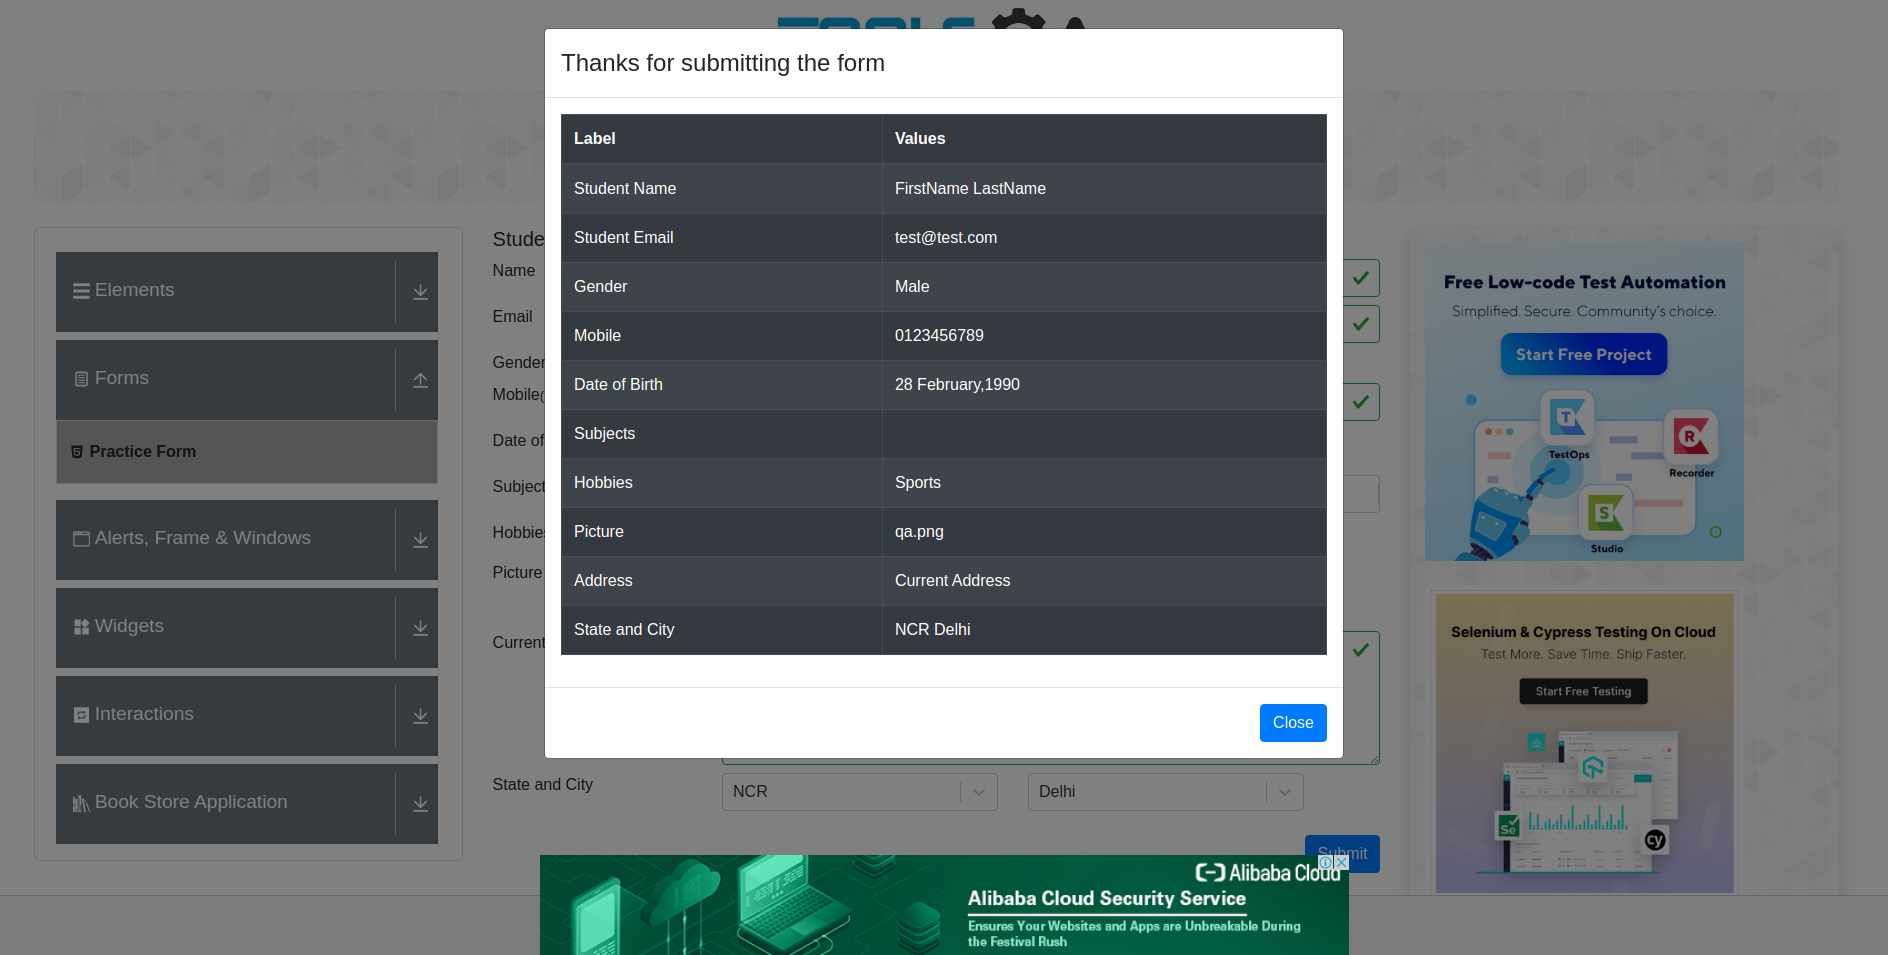 Thanks for submitting the form
Label Values
Student Name FirstName LastName
Student Email test@test.com
Gender Male
Mobile 0123456789
Date of Birth 28 February,1990
Subjects
Hobbies Sports
Picture qa.png
Address Current Address
State and City NCR Delhi
Close
Elements
Forms
Practice Form
Alerts, Frame & Windows
Widgets
Interactions
Book Store Application
Name
Email
Gender
Mobile(
Date of
Picture
Current
State and City NCR Delhi
Submit
Free Low-code Test Automation
Simplified. Secure. Community's choice.
Start Free Project
T
TestOps
R
Recorder
S
Studio
Selenium & Cypress Testing On Cloud
Test More. Save Time. Ship Faster.
Start Free Testing
Se
cy
Alibaba Cloud
Alibaba Cloud Security Service
Ensures Your Websites and Apps are Unbreakable During
the Festival Rush